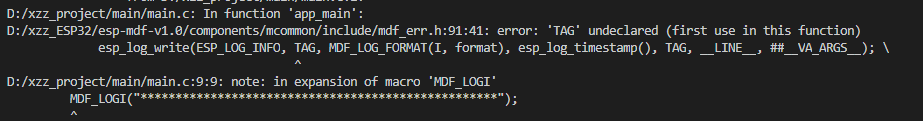 D:/xzz_project/main/main.c: In function 'app_main':
D:/xzz_ESP32/esp-mdf-v1.0/components/mcommon/include/mdf_err.h:91:41: error: 'TAG' undeclared (first use in this function)
esp_log_write(ESP_LOG_INFO, TAG, MDF_LOG_FORMAT(I, format), esp_log_timestamp(), TAG, __LINE__, ##__VA_ARGS__); \
^
D:/xzz_project/main/main.c:9:9: note: in expansion of macro 'MDF_LOGI'
MDF_LOGI("***************************************************");
^